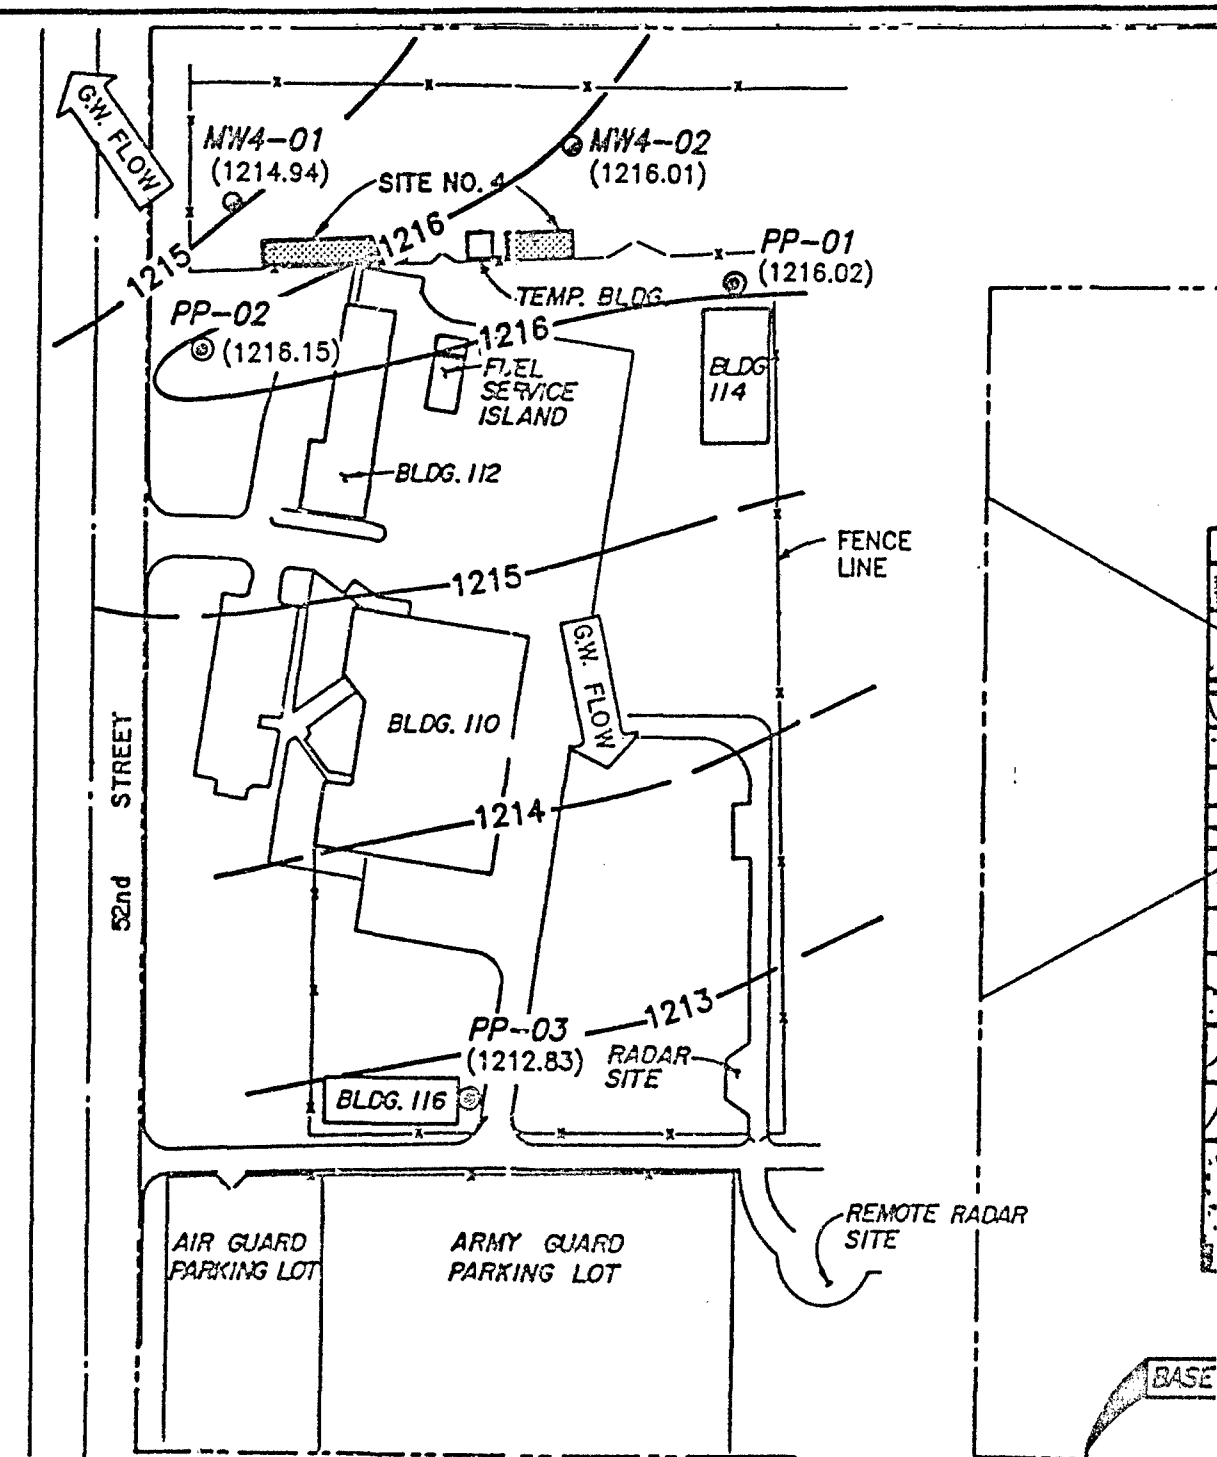 G.W. FLOW
MW4-01
(1214.94)
MW4-02
(1216.01)
SITE NO. 4
1216
1215
PP-01
(1216.02)
TEMP. BLDG.
PP-02
(1216.15)
1216
FUEL
SERVICE
ISLAND
BLDG
114
BLDG. 112
FENCE
LINE
1215
G.W. FLOW
BLDG. 110
52nd STREET
1214
1213
PP-03
(1212.83)
RADAR
SITE
BLDG. 116
REMOTE RADAR
SITE
AIR GUARD
PARKING LOT
ARMY GUARD
PARKING LOT
BASE